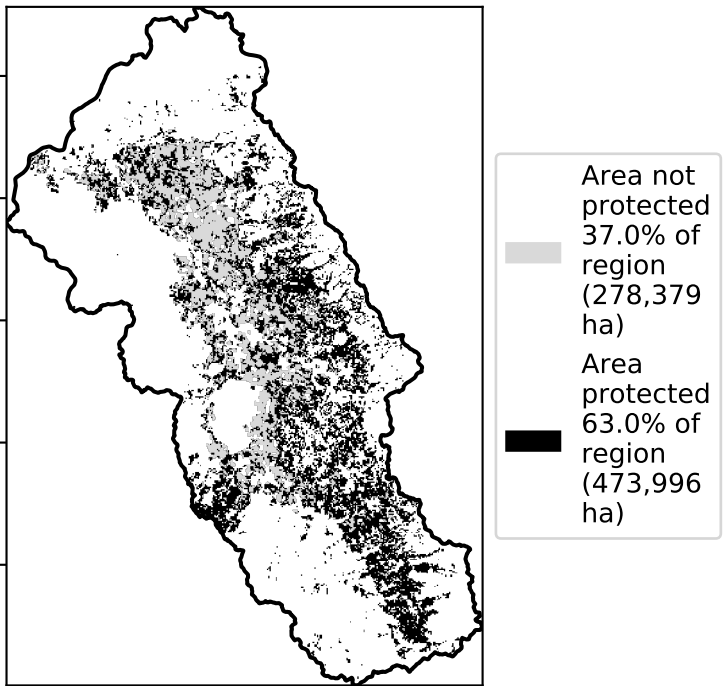 Area not
protected
37.0% of
region
(278,379
ha)
Area
protected
63.0% of
region
(473,996
ha)